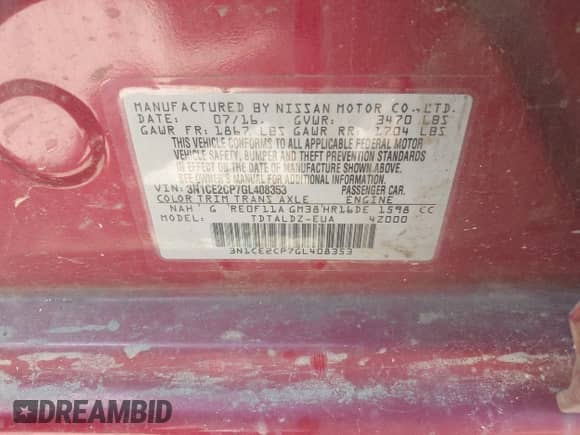 MANUFACTURED BY NISSAN MOTOR CO., LTD.
DATE: 07/16. GVWR: 3470 LBS
GAWR FR: 1867 LBS GAWR RR: 1704 LBS
THIS VEHICLE CONFORMS TO ALL APPLICABLE FEDERAL MOTOR
VEHICLE SAFETY, BUMPER AND THEFT PREVENTION STANDARDS
IN EFFECT ON THE DATE OF MANUFACTURE SHOWN ABOVE.
VIN: 3N1CE2CP7GL408353 PASSENGER CAR.
COLOR TRIM TRANS AXLE ENGINE
NAH G RE0F11A GM38 HR16DE 1598 CC
MODEL: TDTALDZ-EUA 4Z000
SEE OWNER'S MANUAL FOR ADDITIONAL INFORMATION
3N1CE2CP7GL408353
DREAMBID